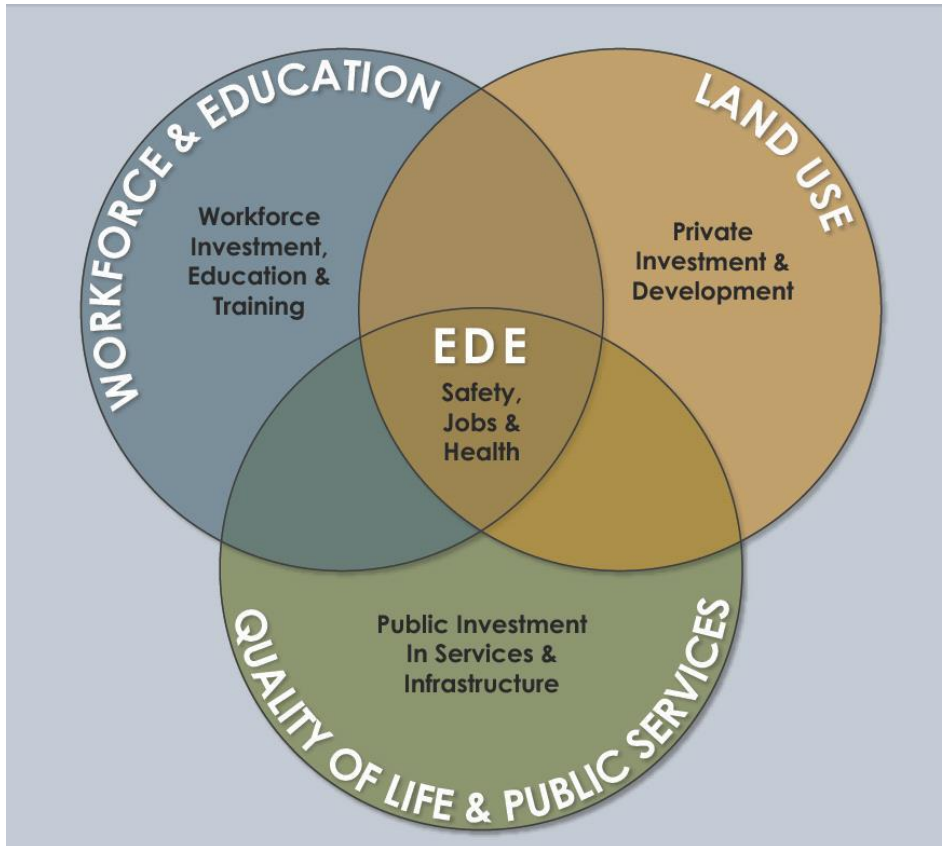 WORKFORCE & EDUCATION
LAND USE
Workforce
Investment,
Education &
Training
Private
Investment &
Development
EDE
Safety,
Jobs &
Health
Public Investment
In Services &
Infrastructure
QUALITY OF LIFE & PUBLIC SERVICES